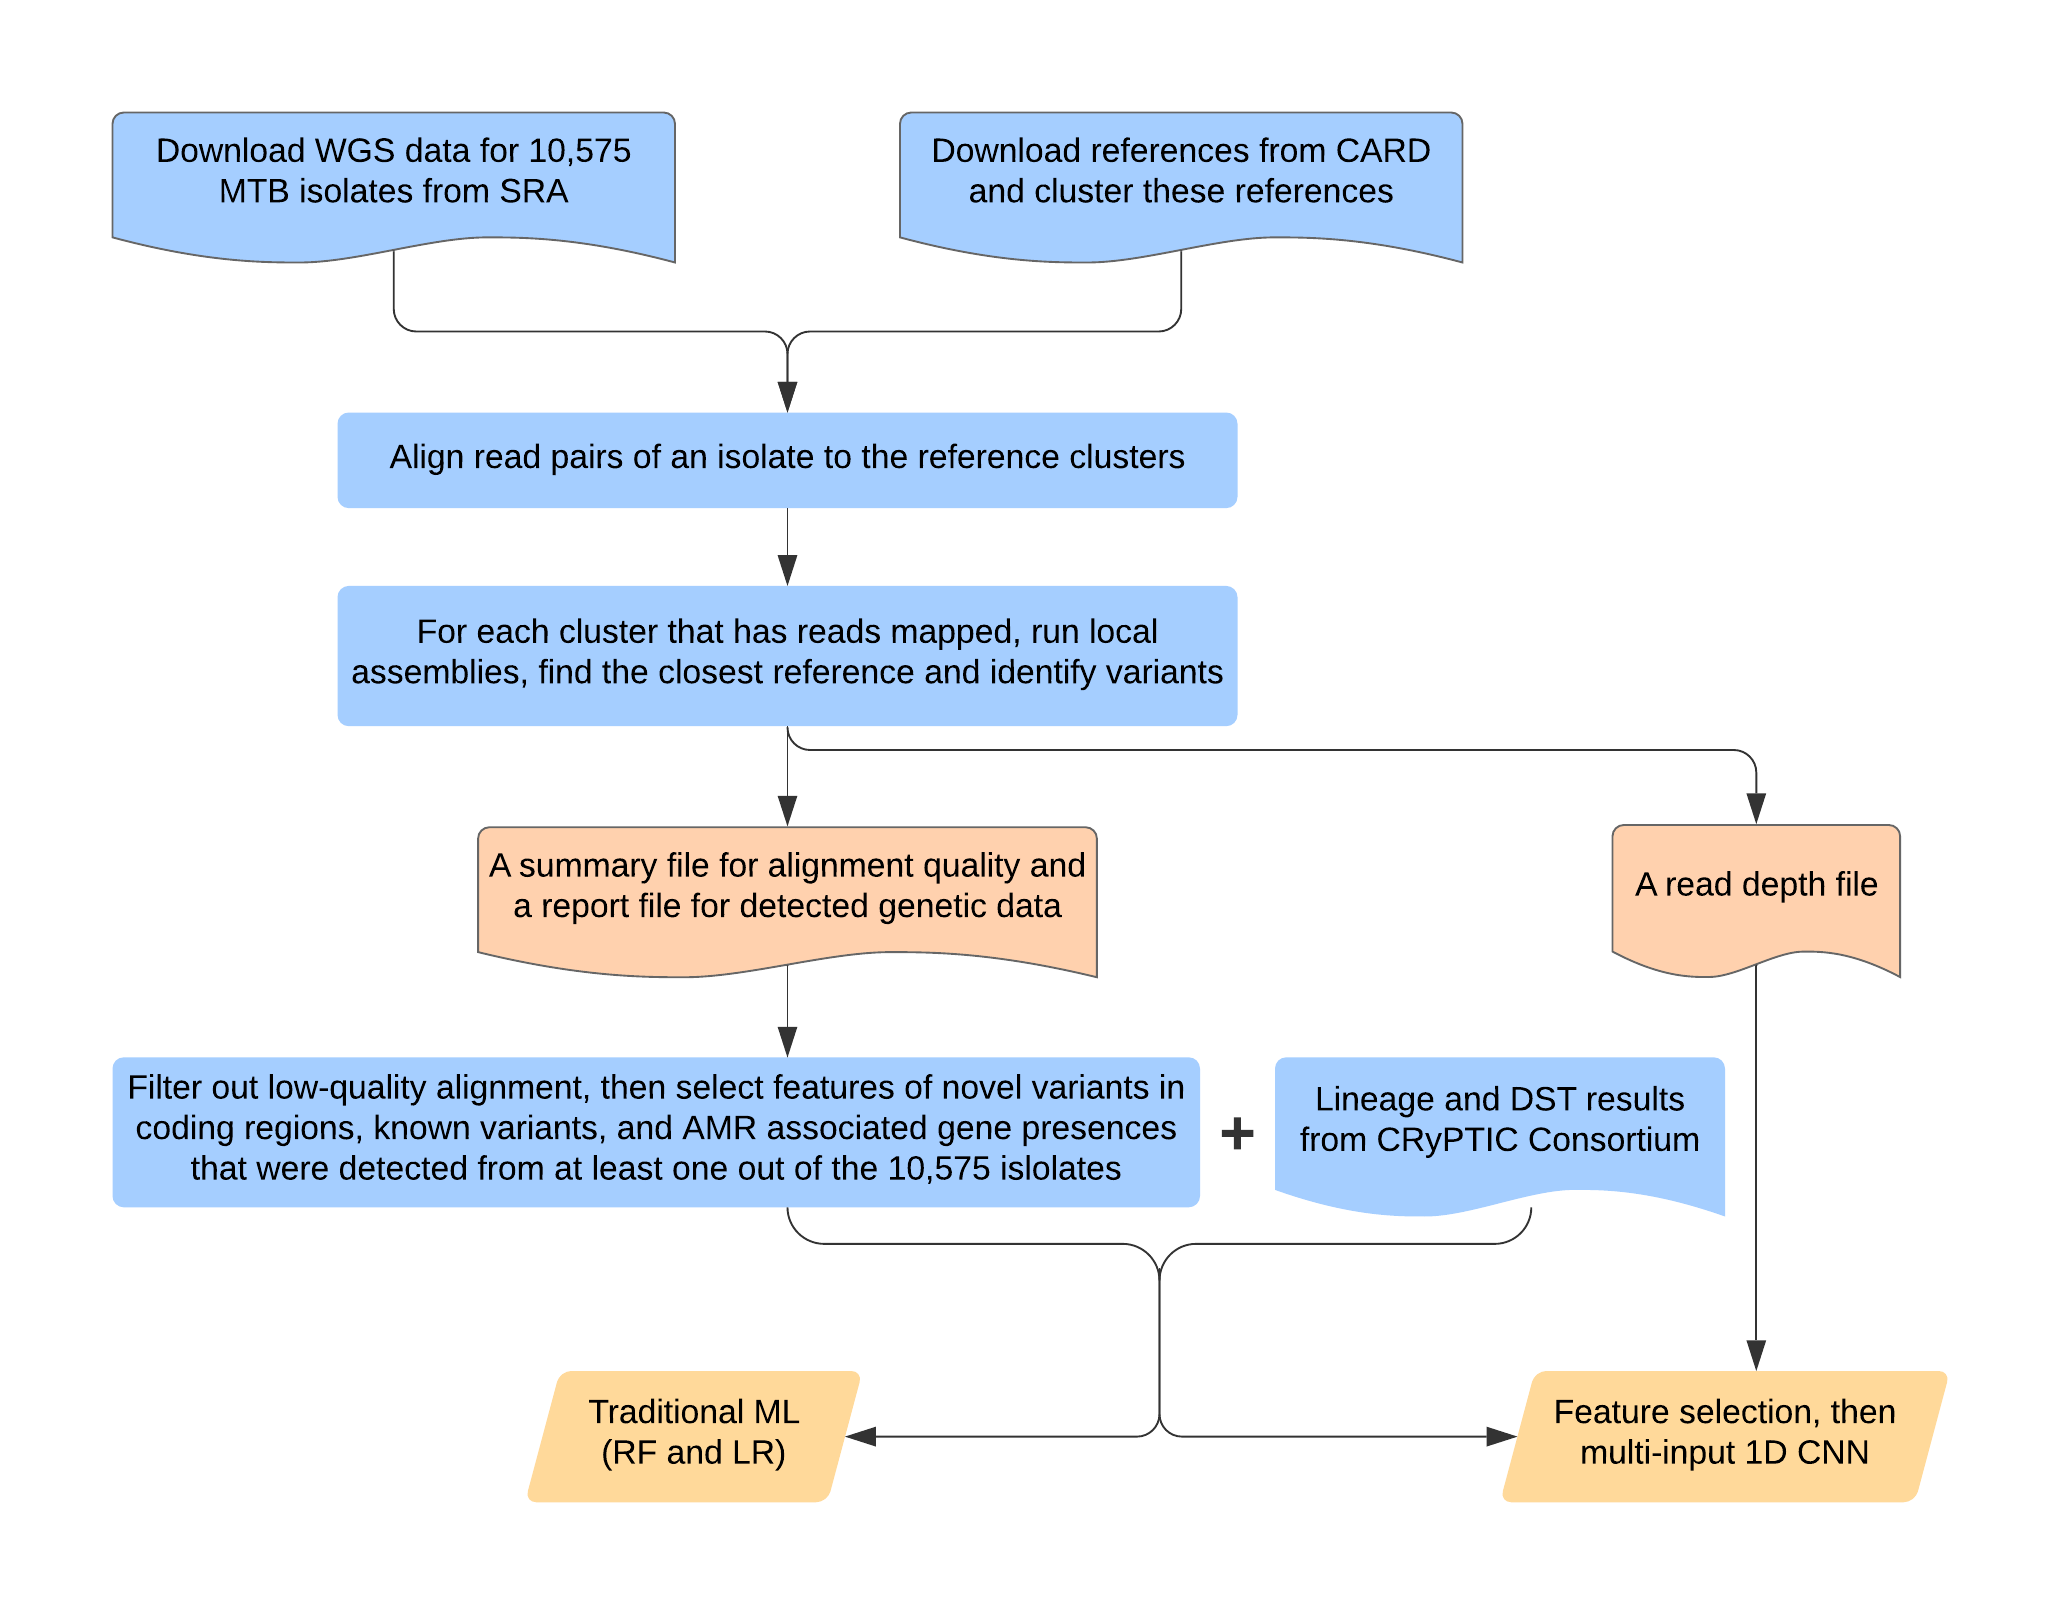 Download WGS data for 10,575
MTB isolates from SRA
Download references from CARD
and cluster these references
Align read pairs of an isolate to the reference clusters
For each cluster that has reads mapped, run local
assemblies, find the closest reference and identify variants
A summary file for alignment quality and
a report file for detected genetic data
A read depth file
Filter out low-quality alignment, then select features of novel variants in
coding regions, known variants, and AMR associated gene presences
that were detected from at least one out of the 10,575 islolates
+
Lineage and DST results
from CRyPTIC Consortium
Traditional ML
(RF and LR)
Feature selection, then
multi-input 1D CNN